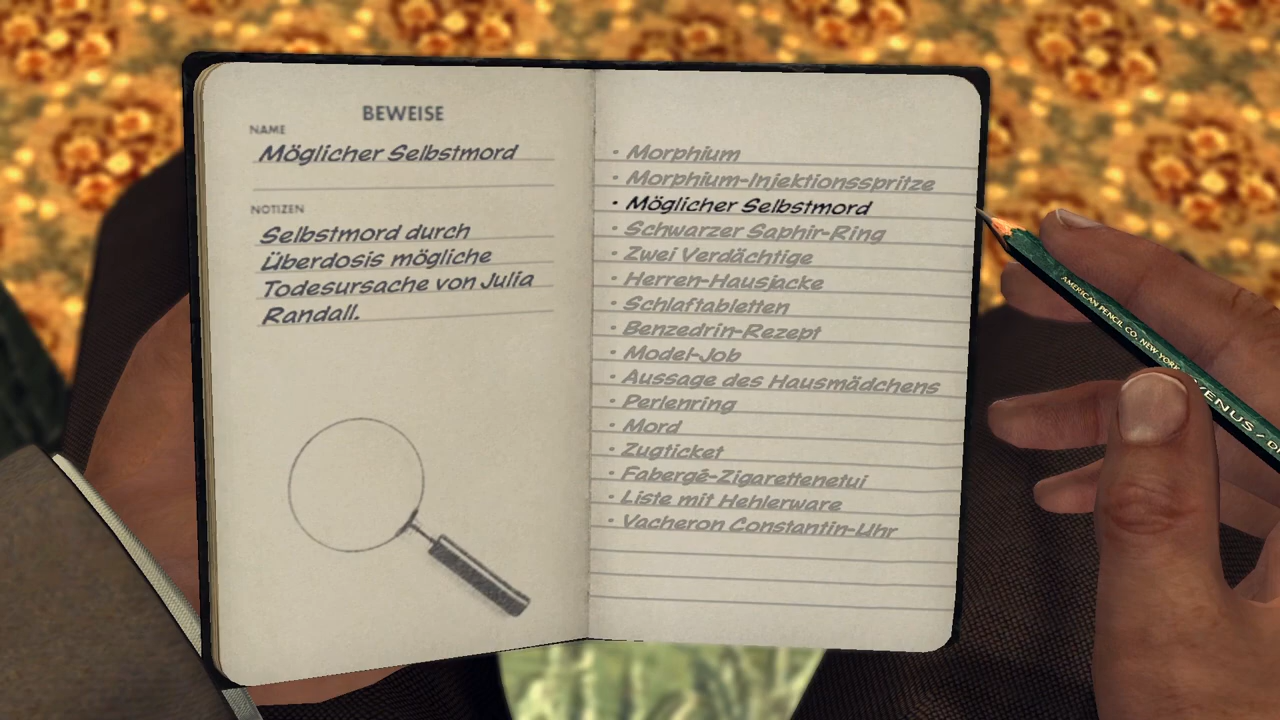 BEWEISE
NAME
Möglicher Selbstmord
NOTIZEN
Selbstmord durch
Überdosis mögliche
Todesursache von Julia
Randall.
• Morphium
• Morphium-Injektionsspritze
• Möglicher Selbstmord
• Schwarzer Saphir-Ring
• Zwei Verdächtige
• Herren-Hausjacke
• Schlaftabletten
• Benzedrin-Rezept
• Model-Job
• Aussage des Hausmädchens
• Perlenring
• Mord
• Zugticket
• Fabergé-Zigarettenetui
• Liste mit Hehlerware
• Vacheron Constantin-Uhr
AMERICAN PENCIL CO. NEW YORK